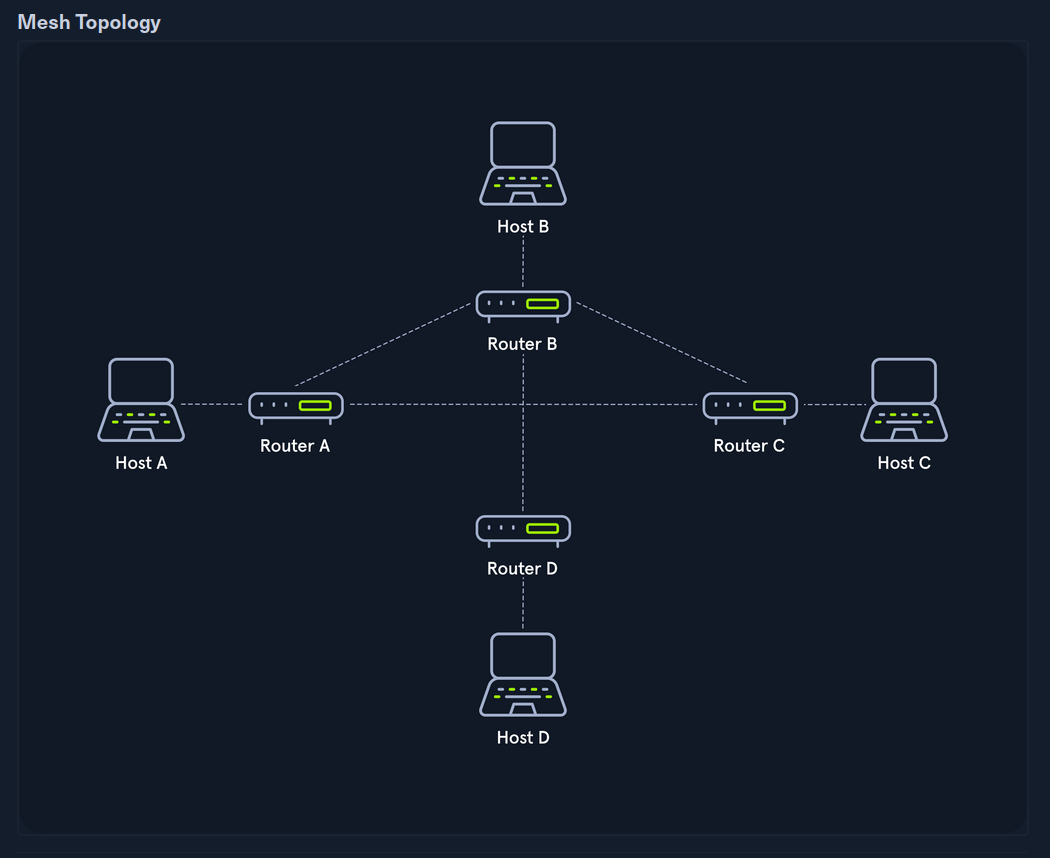 Mesh Topology
Host B
Router B
Router A
Router C
Host A
Host C
Router D
Host D